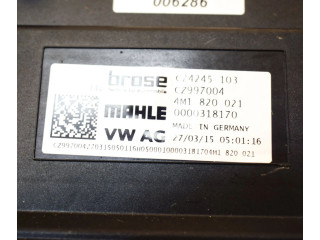 006286
brose C24245 103
CZ997004
MAHLE 4M1 820 021
0000318170
VW AG MADE IN GERMANY
27/03/15 05:01:16